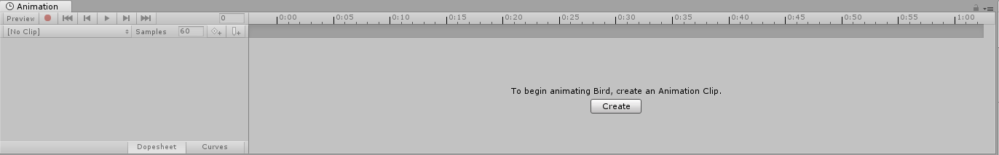 Animation
Preview 0 0:00 0:05 0:10 0:15 0:20 0:25 0:30 0:35 0:40 0:45 0:50 0:55 1:00
[No Clip] Samples 60
To begin animating Bird, create an Animation Clip.
Create
Dopesheet Curves